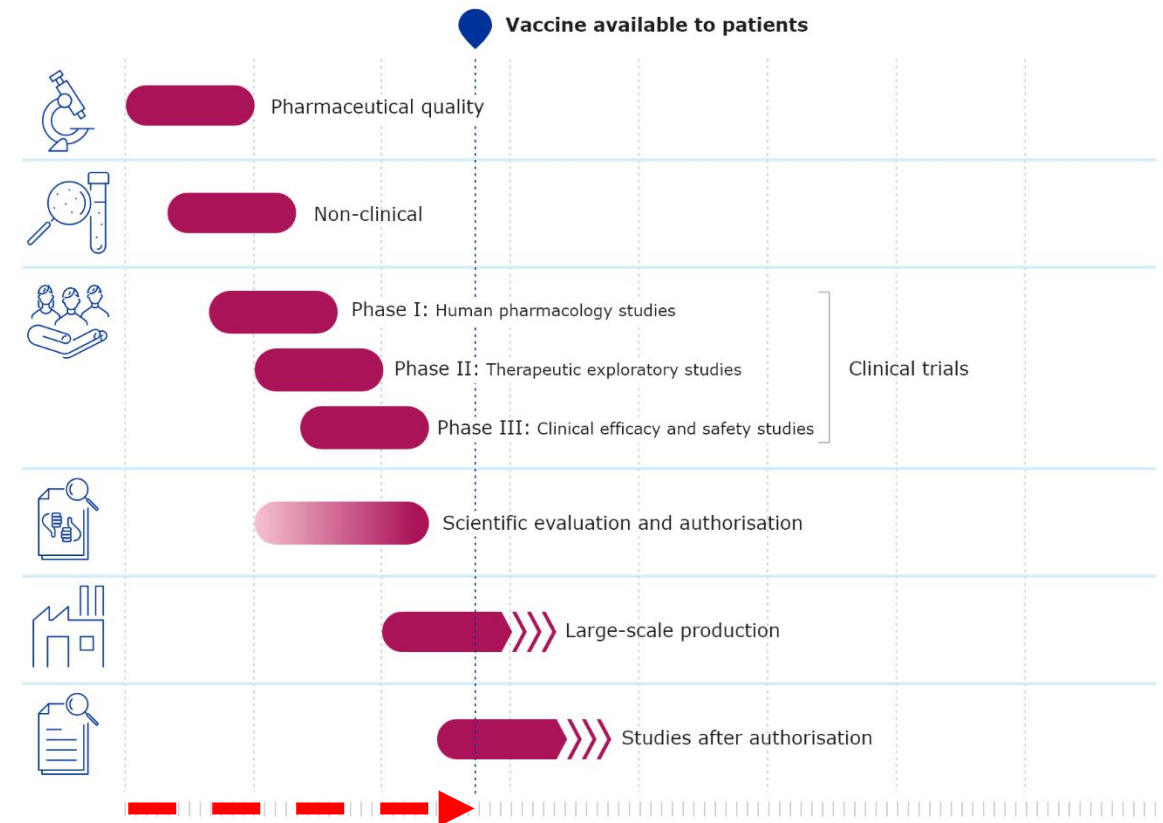 Vaccine available to patients
Pharmaceutical quality
Non-clinical
Phase I: Human pharmacology studies
Phase II: Therapeutic exploratory studies
Clinical trials
Phase III: Clinical efficacy and safety studies
Scientific evaluation and authorisation
Large-scale production
Studies after authorisation